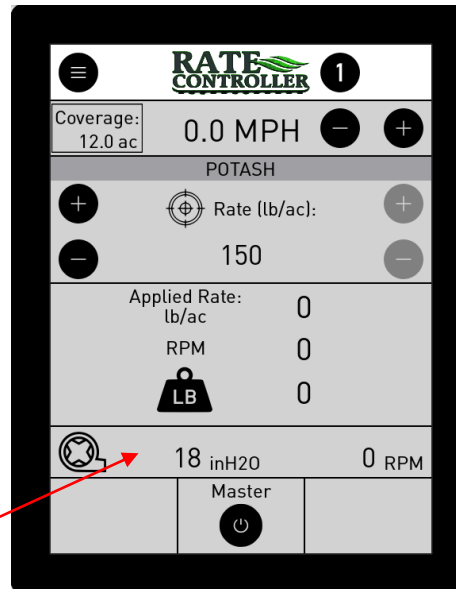 RATE
CONTROLLER
1
Coverage:
12.0 ac
0.0 MPH
− +
POTASH
+ Rate (lb/ac): +
− 150 −
Applied Rate: 0
lb/ac
RPM 0
LB 0
18 inH2O 0 RPM
Master